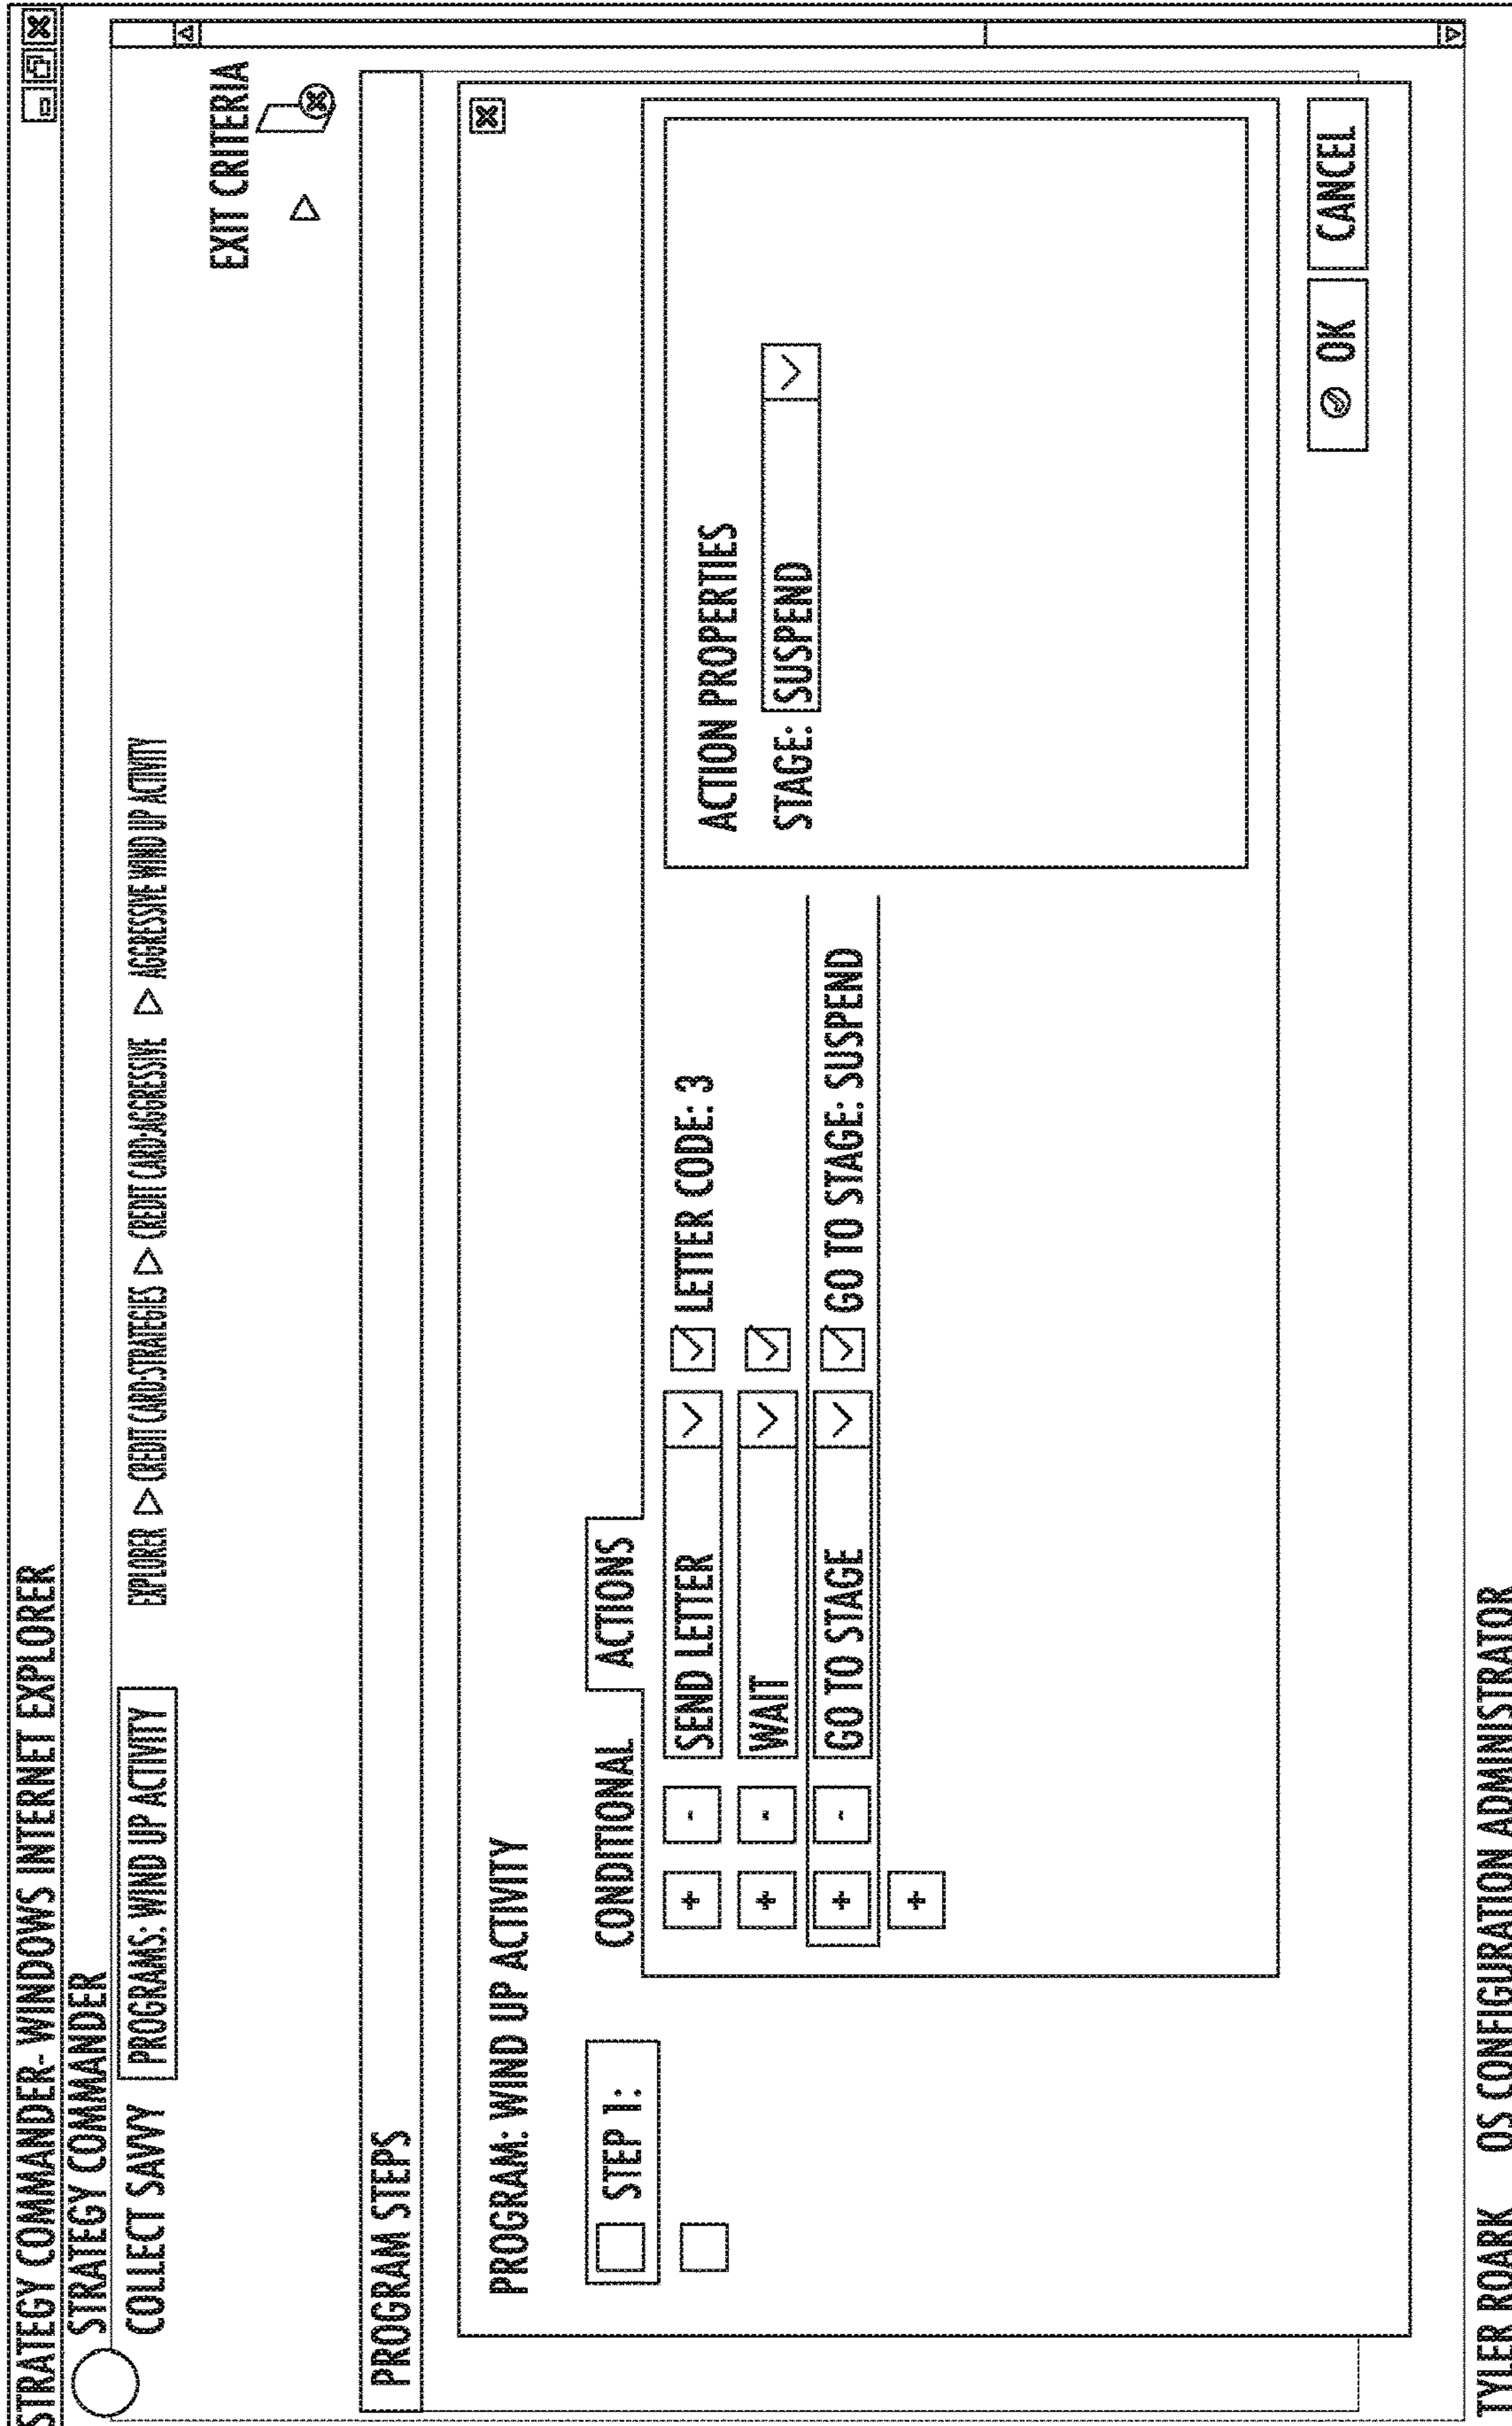 STRATEGY COMMANDER- WINDOWS INTERNET EXPLORER
STRATEGY COMMANDER
COLLECT SAVVY PROGRAMS: WIND UP ACTIVITY EXPLORER ▷ CREDIT CARD:STRATEGIES ▷ CREDIT CARD:AGGRESSIVE ▷ AGGRESSIVE WIND UP ACTIVITY
EXIT CRITERIA
PROGRAM STEPS
PROGRAM: WIND UP ACTIVITY
STEP 1: CONDITIONAL ACTIONS
+ - SEND LETTER LETTER CODE: 3
+ - WAIT
+ - GO TO STAGE GO TO STAGE: SUSPEND
+
ACTION PROPERTIES
STAGE: SUSPEND
OK CANCEL
TYLER ROARK OS CONFIGURATION ADMINISTRATOR